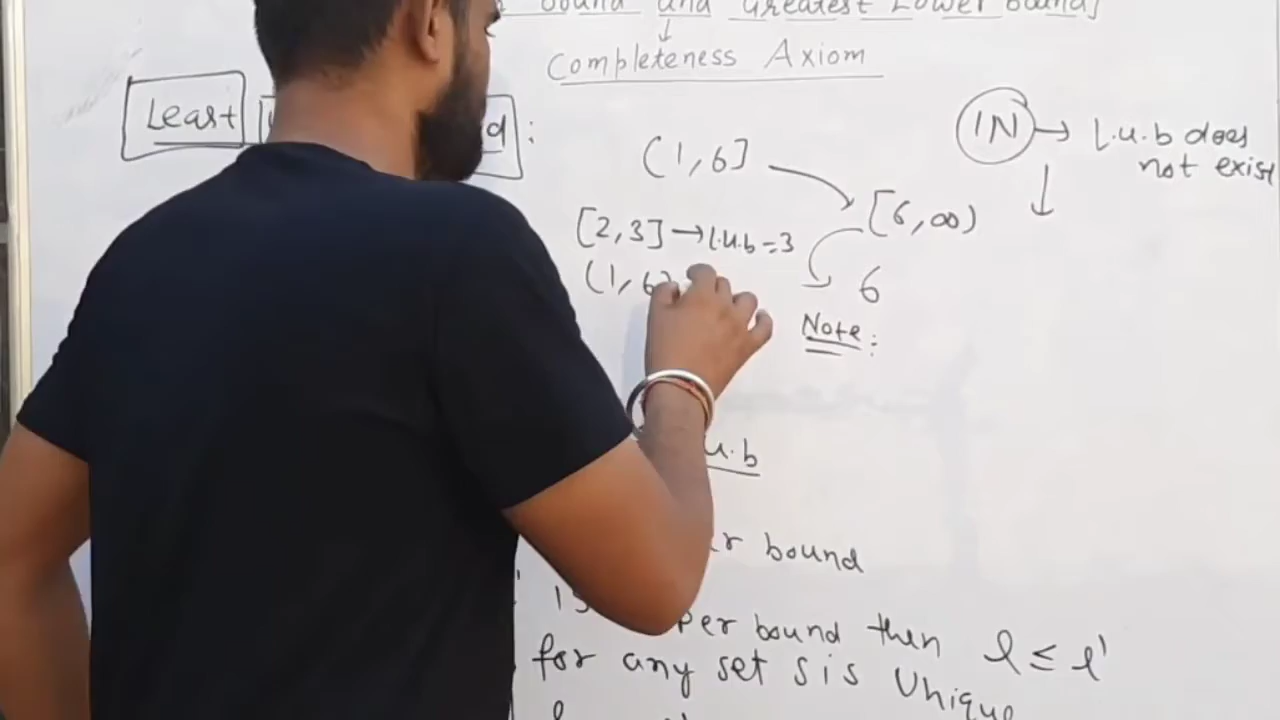 bound and Greatest Lower Bound]
↓
Completeness Axiom
Least
d :
(1,6]
[6,∞)
[2,3] → l.u.b = 3
(1,6)
6
IN → l.u.b does
not exist
↓
Note:
u.b
r bound
is per bound then l ≤ l'
for any set S is Unique